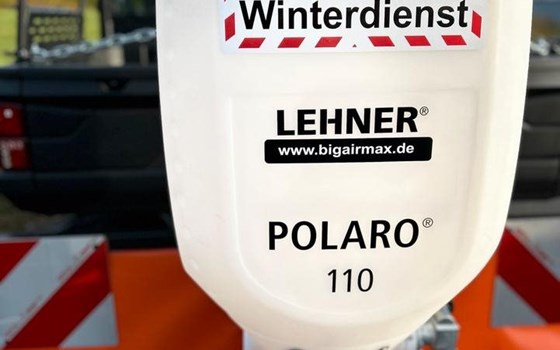 Winterdienst
LEHNER®
www.bigairmax.de
POLARO®
110